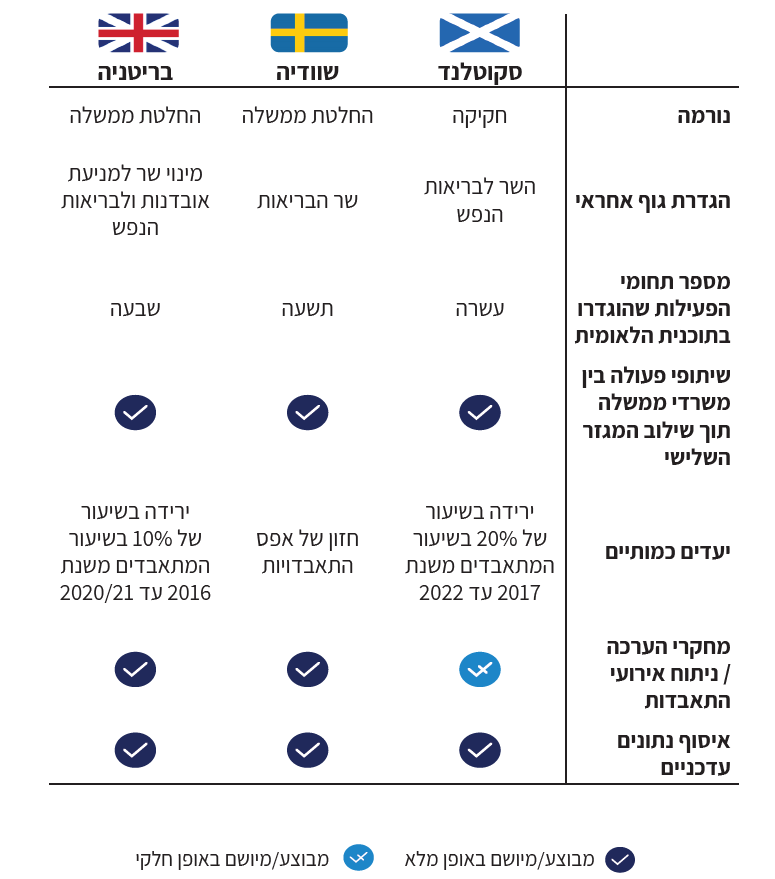 סקוטלנד
שוודיה
בריטניה
נורמה
חקיקה
החלטת ממשלה
החלטת ממשלה
הגדרת גוף אחראי
השר לבריאות
הנפש
שר הבריאות
מינוי שר למניעת
אובדנות ולבריאות
הנפש
מספר תחומי
הפעילות שהוגדרו
בתוכנית הלאומית
עשרה
תשעה
שבעה
שיתופי פעולה בין
משרדי ממשלה
תוך שילוב המגזר
השלישי
יעדים כמותיים
ירידה בשיעור
של 20% בשיעור
המתאבדים משנת
2017 עד 2022
חזון של אפס
התאבדויות
ירידה בשיעור
של 10% בשיעור
המתאבדים משנת
2016 עד 2020/21
מחקרי הערכה
/ ניתוח אירועי
התאבדות
איסוף נתונים
עדכניים
מבוצע/מיושם באופן מלא
מבוצע/מיושם באופן חלקי